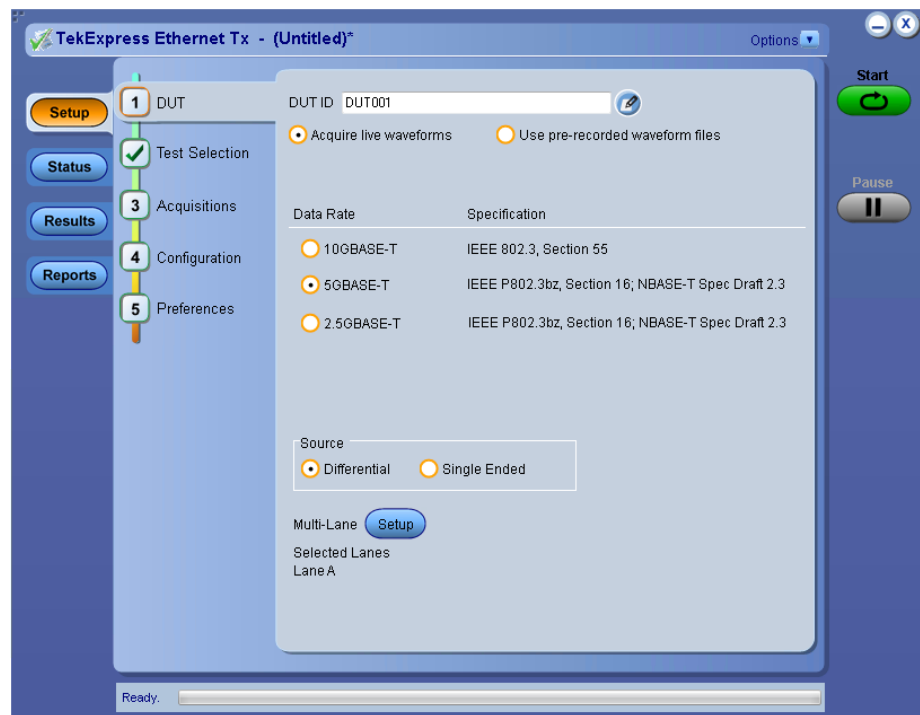 TekExpress Ethernet Tx - (Untitled)*
Options
Start
Pause
Setup
Status
Results
Reports
1 DUT
Test Selection
3 Acquisitions
4 Configuration
5 Preferences
DUT ID DUT001
Acquire live waveforms Use pre-recorded waveform files
Data Rate Specification
10GBASE-T IEEE 802.3, Section 55
5GBASE-T IEEE P802.3bz, Section 16; NBASE-T Spec Draft 2.3
2.5GBASE-T IEEE P802.3bz, Section 16; NBASE-T Spec Draft 2.3
Source
Differential Single Ended
Multi-Lane Setup
Selected Lanes
Lane A
Ready.